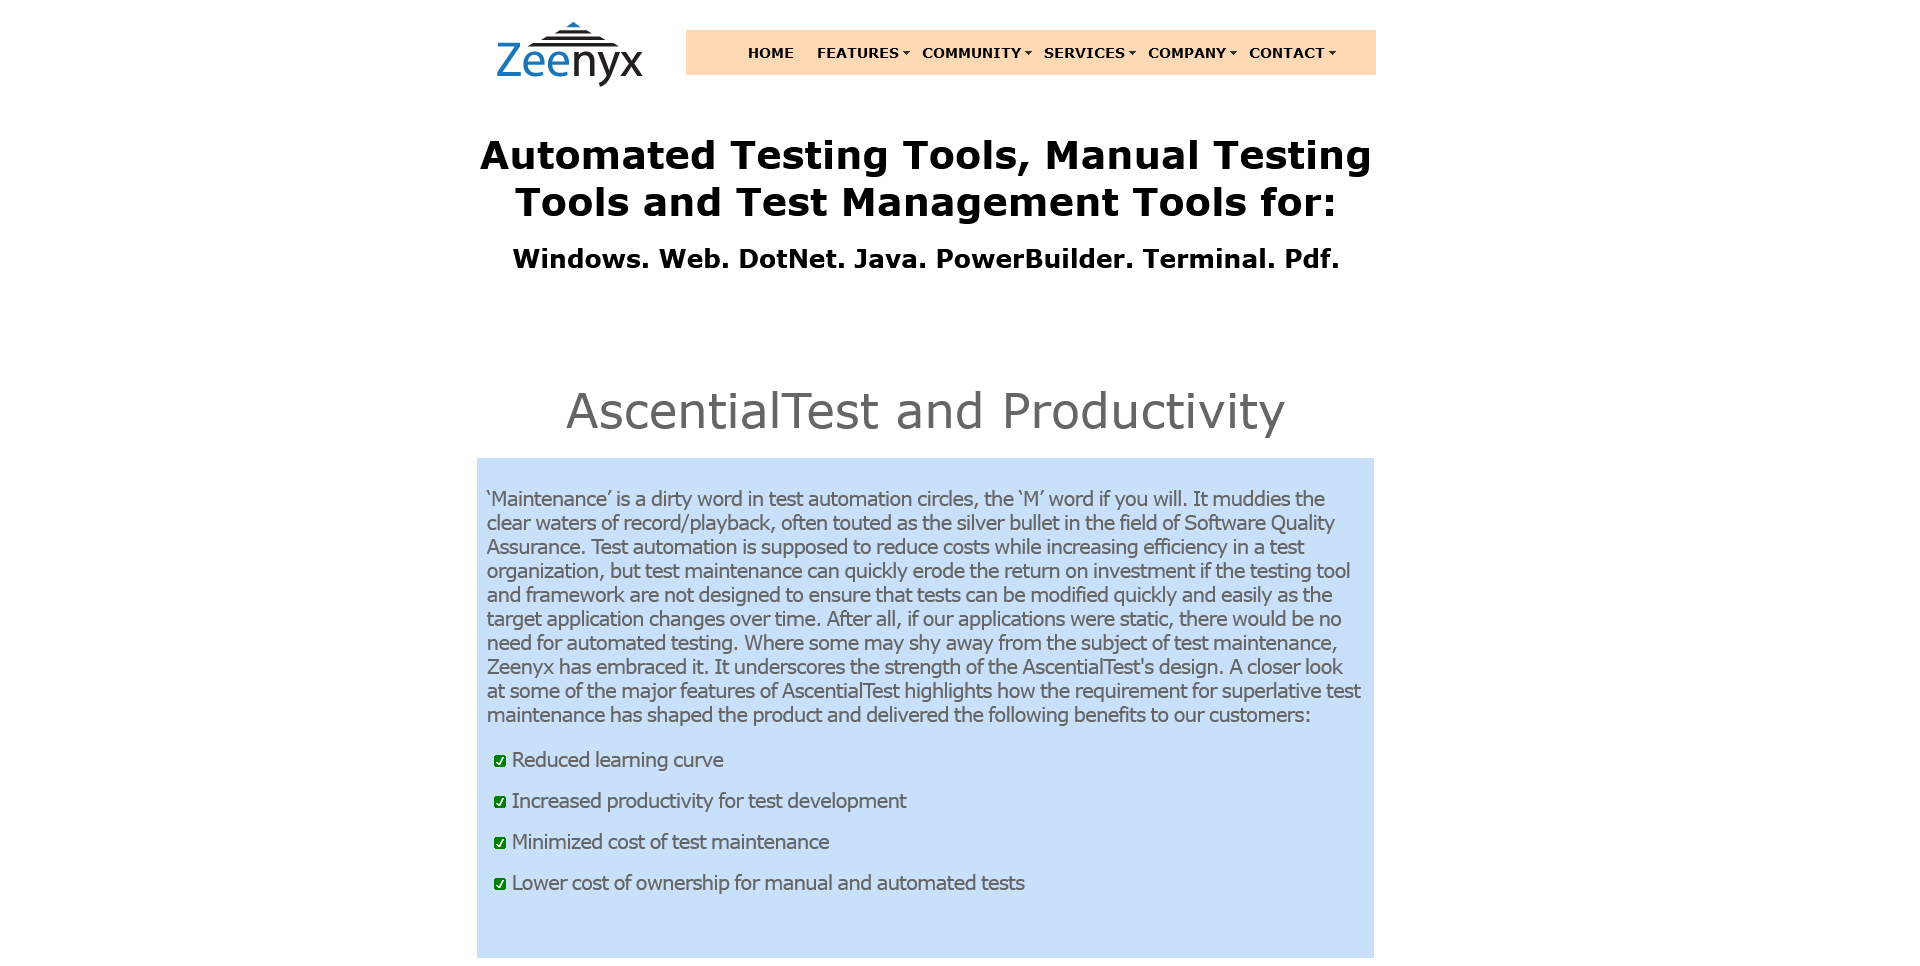 Zeenyx
HOME FEATURES COMMUNITY SERVICES COMPANY CONTACT
Automated Testing Tools, Manual Testing
Tools and Test Management Tools for:
Windows. Web. DotNet. Java. PowerBuilder. Terminal. Pdf.
AscentialTest and Productivity
‘Maintenance’ is a dirty word in test automation circles, the ‘M’ word if you will. It muddies the
clear waters of record/playback, often touted as the silver bullet in the field of Software Quality
Assurance. Test automation is supposed to reduce costs while increasing efficiency in a test
organization, but test maintenance can quickly erode the return on investment if the testing tool
and framework are not designed to ensure that tests can be modified quickly and easily as the
target application changes over time. After all, if our applications were static, there would be no
need for automated testing. Where some may shy away from the subject of test maintenance,
Zeenyx has embraced it. It underscores the strength of the AscentialTest's design. A closer look
at some of the major features of AscentialTest highlights how the requirement for superlative test
maintenance has shaped the product and delivered the following benefits to our customers:
Reduced learning curve
Increased productivity for test development
Minimized cost of test maintenance
Lower cost of ownership for manual and automated tests